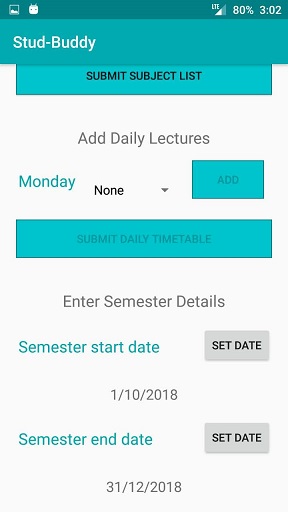 LTE 80% 3:02
Stud-Buddy
SUBMIT SUBJECT LIST
Add Daily Lectures
Monday None ADD
SUBMIT DAILY TIMETABLE
Enter Semester Details
Semester start date SET DATE
1/10/2018
Semester end date SET DATE
31/12/2018